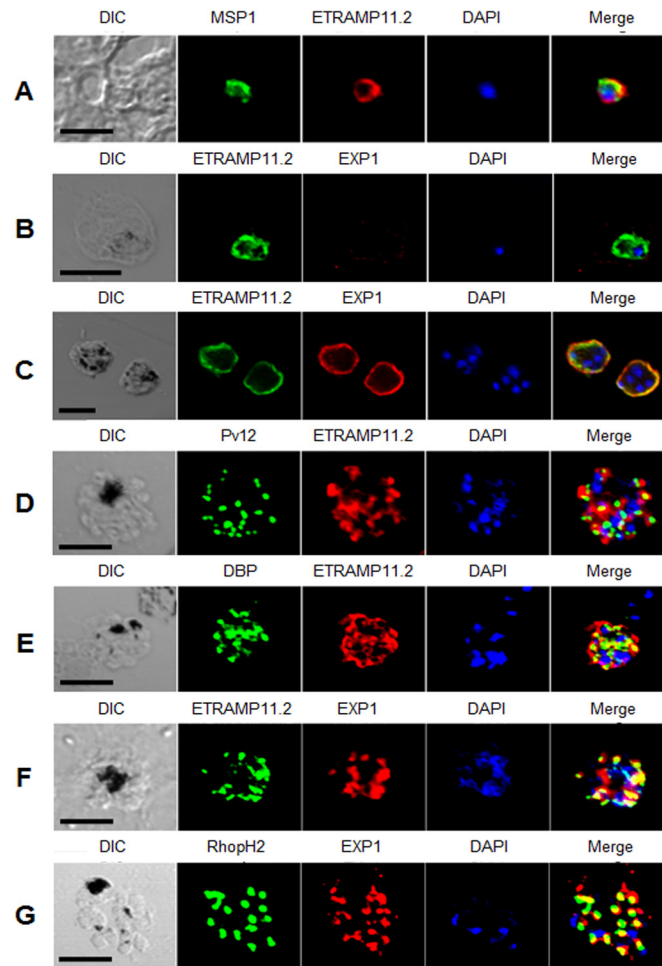 DIC MSP1 ETRAMP11.2 DAPI Merge
A
DIC ETRAMP11.2 EXP1 DAPI Merge
B
DIC ETRAMP11.2 EXP1 DAPI Merge
C
DIC Pv12 ETRAMP11.2 DAPI Merge
D
DIC DBP ETRAMP11.2 DAPI Merge
E
DIC ETRAMP11.2 EXP1 DAPI Merge
F
DIC RhopH2 EXP1 DAPI Merge
G